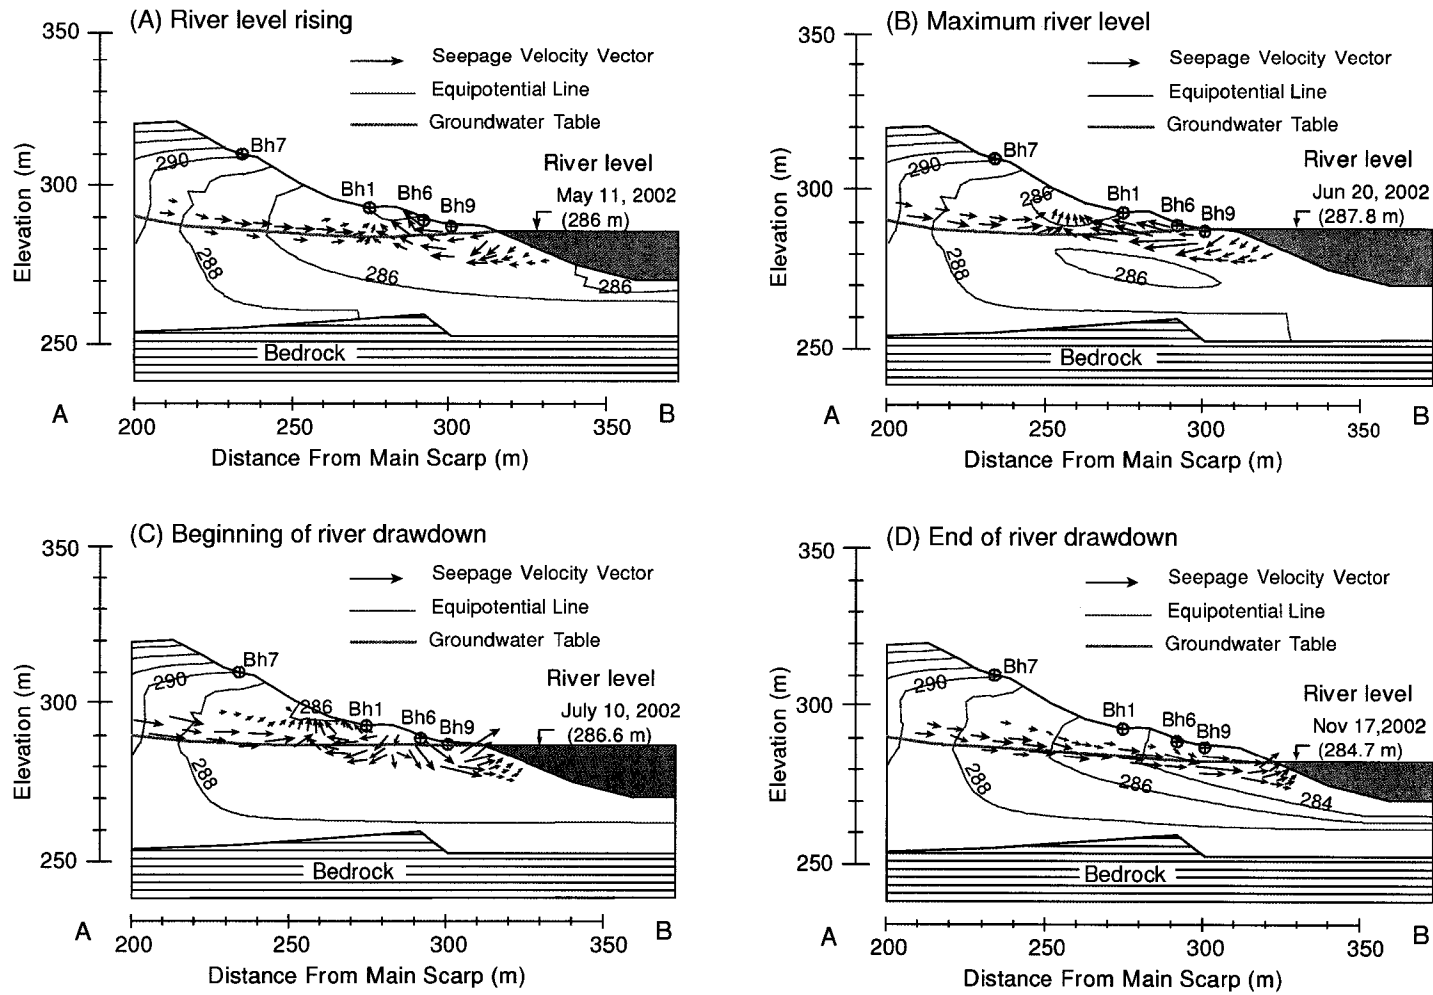 (A) River level rising
350
300
250
Elevation (m)
Seepage Velocity Vector
Equipotential Line
Groundwater Table
Bh7
290
Bh1
Bh6
Bh9
River level
May 11, 2002
(286 m)
288
286
286
Bedrock
A
B
200
250
300
350
Distance From Main Scarp (m)
(B) Maximum river level
350
300
250
Elevation (m)
Seepage Velocity Vector
Equipotential Line
Groundwater Table
Bh7
290
286
Bh1
Bh6
Bh9
River level
Jun 20, 2002
(287.8 m)
288
286
Bedrock
A
B
200
250
300
350
Distance From Main Scarp (m)
(C) Beginning of river drawdown
350
300
250
Elevation (m)
Seepage Velocity Vector
Equipotential Line
Groundwater Table
Bh7
290
286
Bh1
Bh6
Bh9
River level
July 10, 2002
(286.6 m)
288
Bedrock
A
B
200
250
300
350
Distance From Main Scarp (m)
(D) End of river drawdown
350
300
250
Elevation (m)
Seepage Velocity Vector
Equipotential Line
Groundwater Table
Bh7
290
Bh1
Bh6
Bh9
River level
Nov 17,2002
(284.7 m)
288
286
284
Bedrock
A
B
200
250
300
350
Distance From Main Scarp (m)